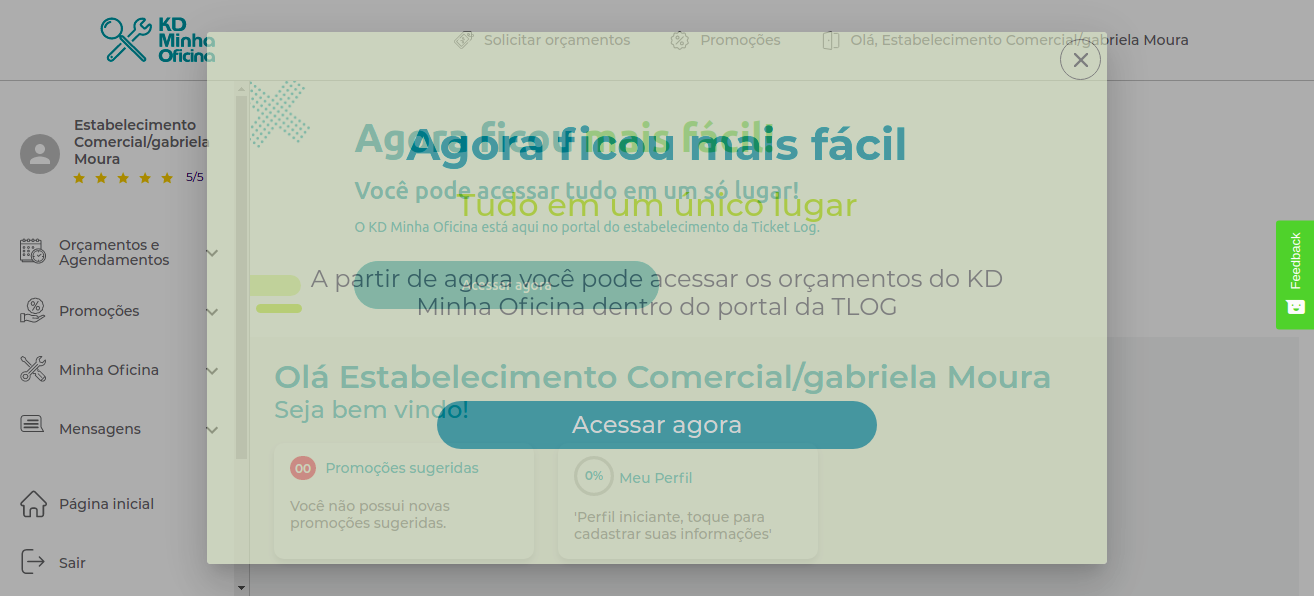 KD
Minha
Oficina
Solicitar orçamentos
Promoções
Olá, Estabelecimento Comercial/gabriela Moura
Estabelecimento
Comercial/gabriela
Moura
5/5
Orçamentos e
Agendamentos
Promoções
Minha Oficina
Mensagens
Página inicial
Sair
Agora ficou mais fácil!
Você pode acessar tudo em um só lugar!
O KD Minha Oficina está aqui no portal do estabelecimento da Ticket Log.
Acessar agora
Agora ficou mais fácil
Tudo em um único lugar
A partir de agora você pode acessar os orçamentos do KD
Minha Oficina dentro do portal da TLOG
Acessar agora
Olá Estabelecimento Comercial/gabriela Moura
Seja bem vindo!
00
Promoções sugeridas
Você não possui novas
promoções sugeridas.
0%
Meu Perfil
'Perfil iniciante, toque para
cadastrar suas informações'
Feedback